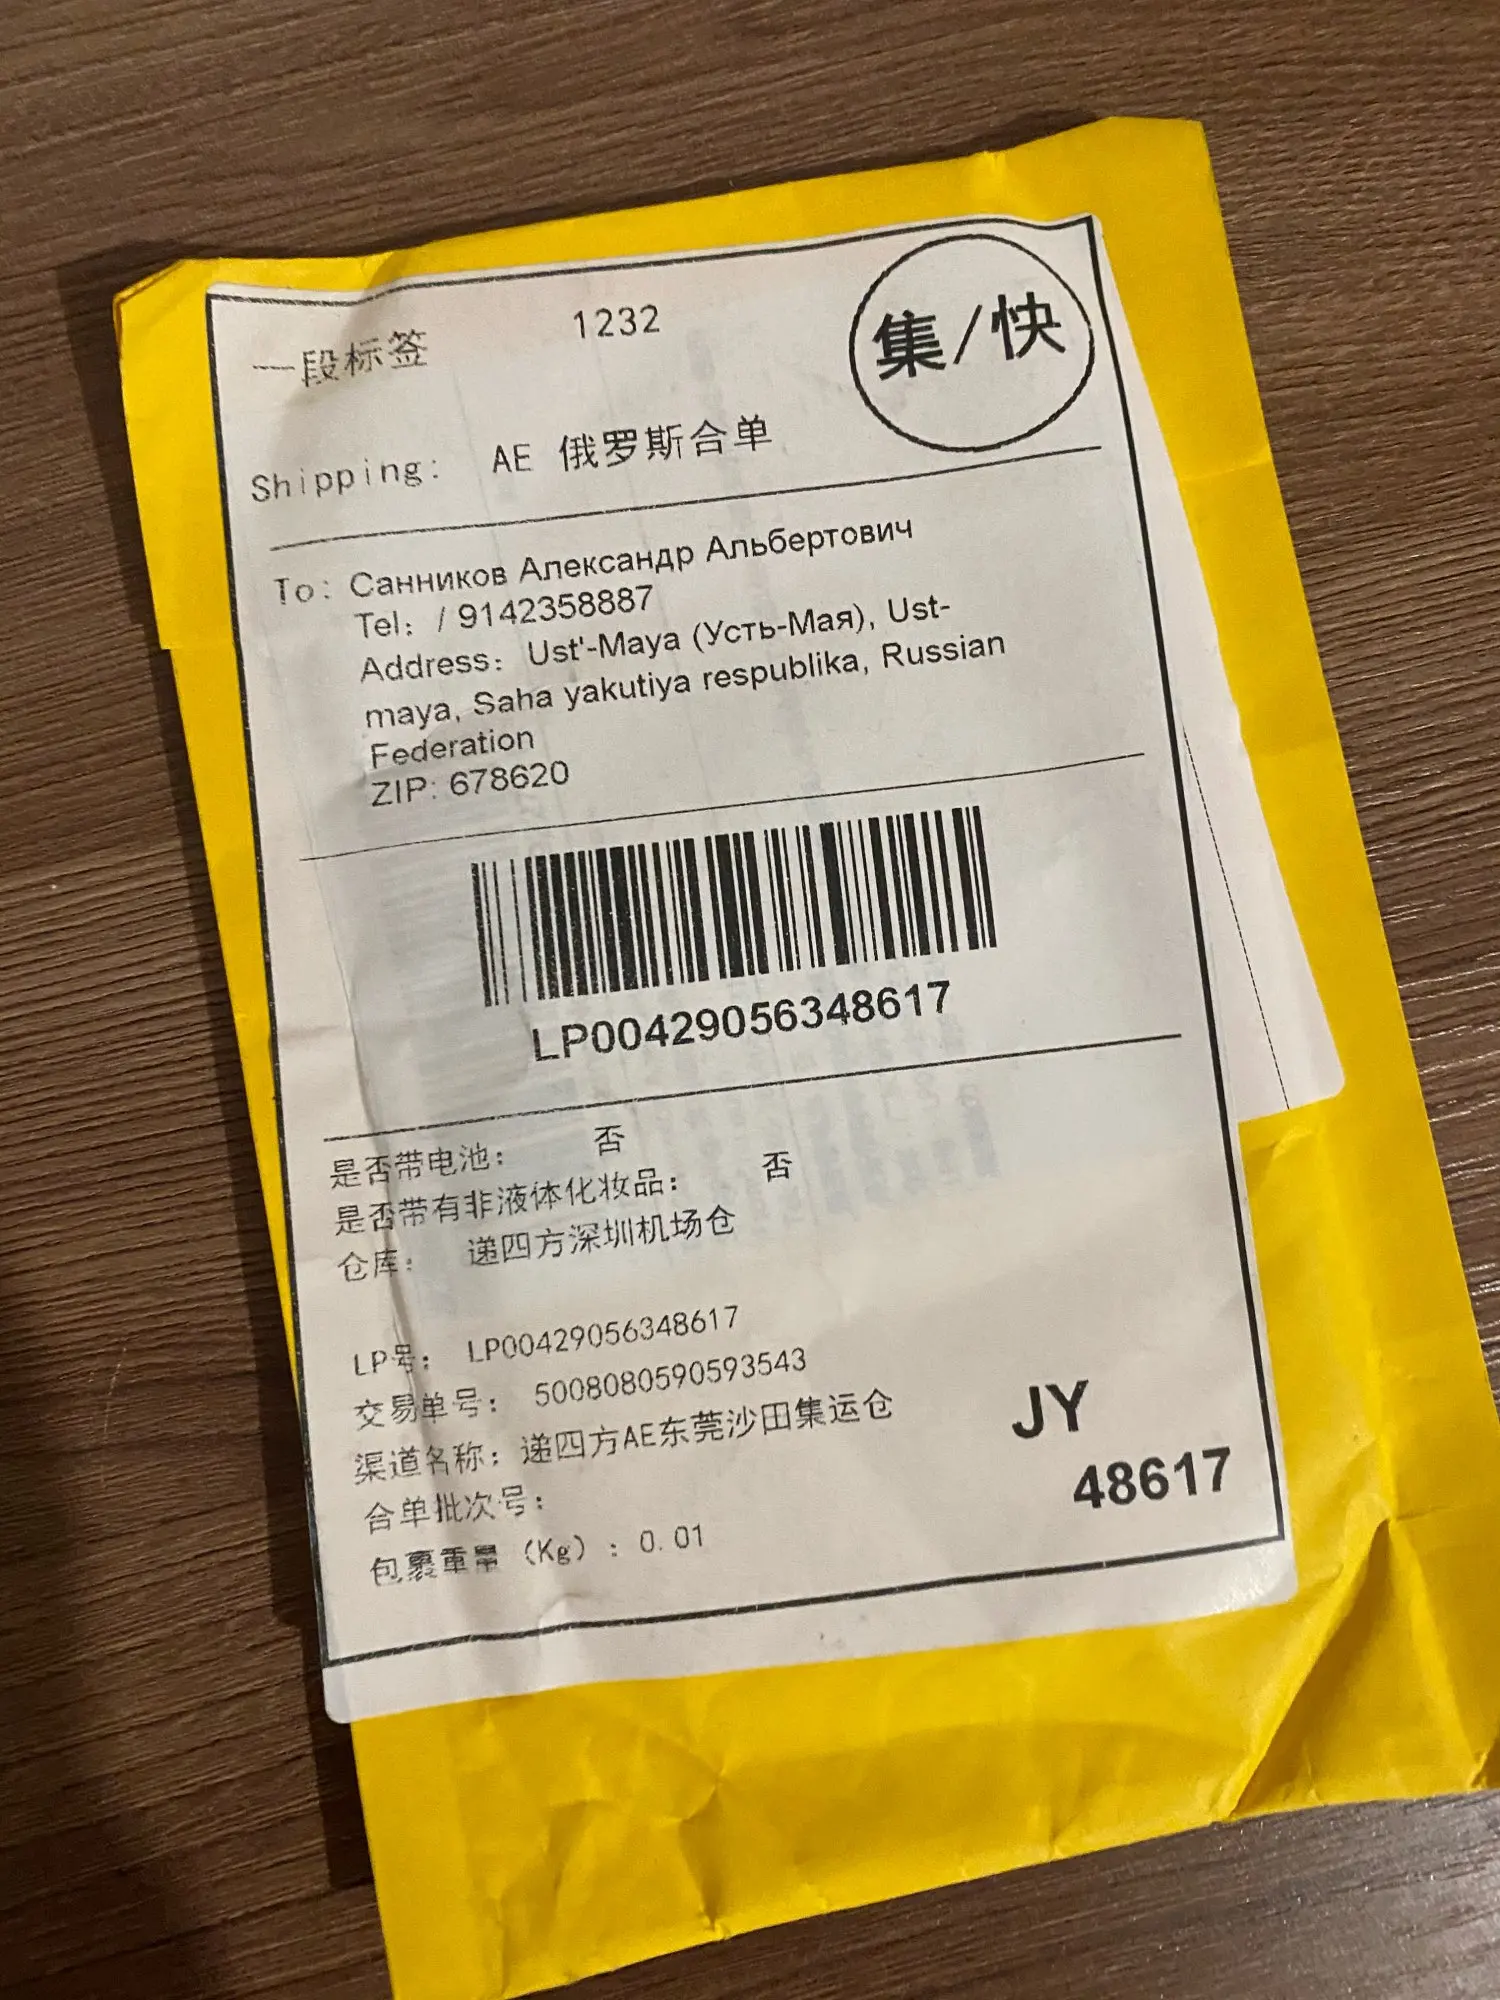 一段标签 1232
集/快
Shipping: AE 俄罗斯合单
To: Санников Александр Альбертович
Tel: / 9142358887
Address: Ust'-Maya (Усть-Мая), Ust-
maya, Saha yakutiya respublika, Russian
Federation
ZIP: 678620
LP00429056348617
是否带电池: 否
是否带有非液体化妆品: 否
仓库: 递四方深圳机场仓
LP号: LP00429056348617
交易单号: 5008080590593543
渠道名称: 递四方AE东莞沙田集运仓
合单批次号:
包裹重量 (Kg) : 0.01
JY
48617